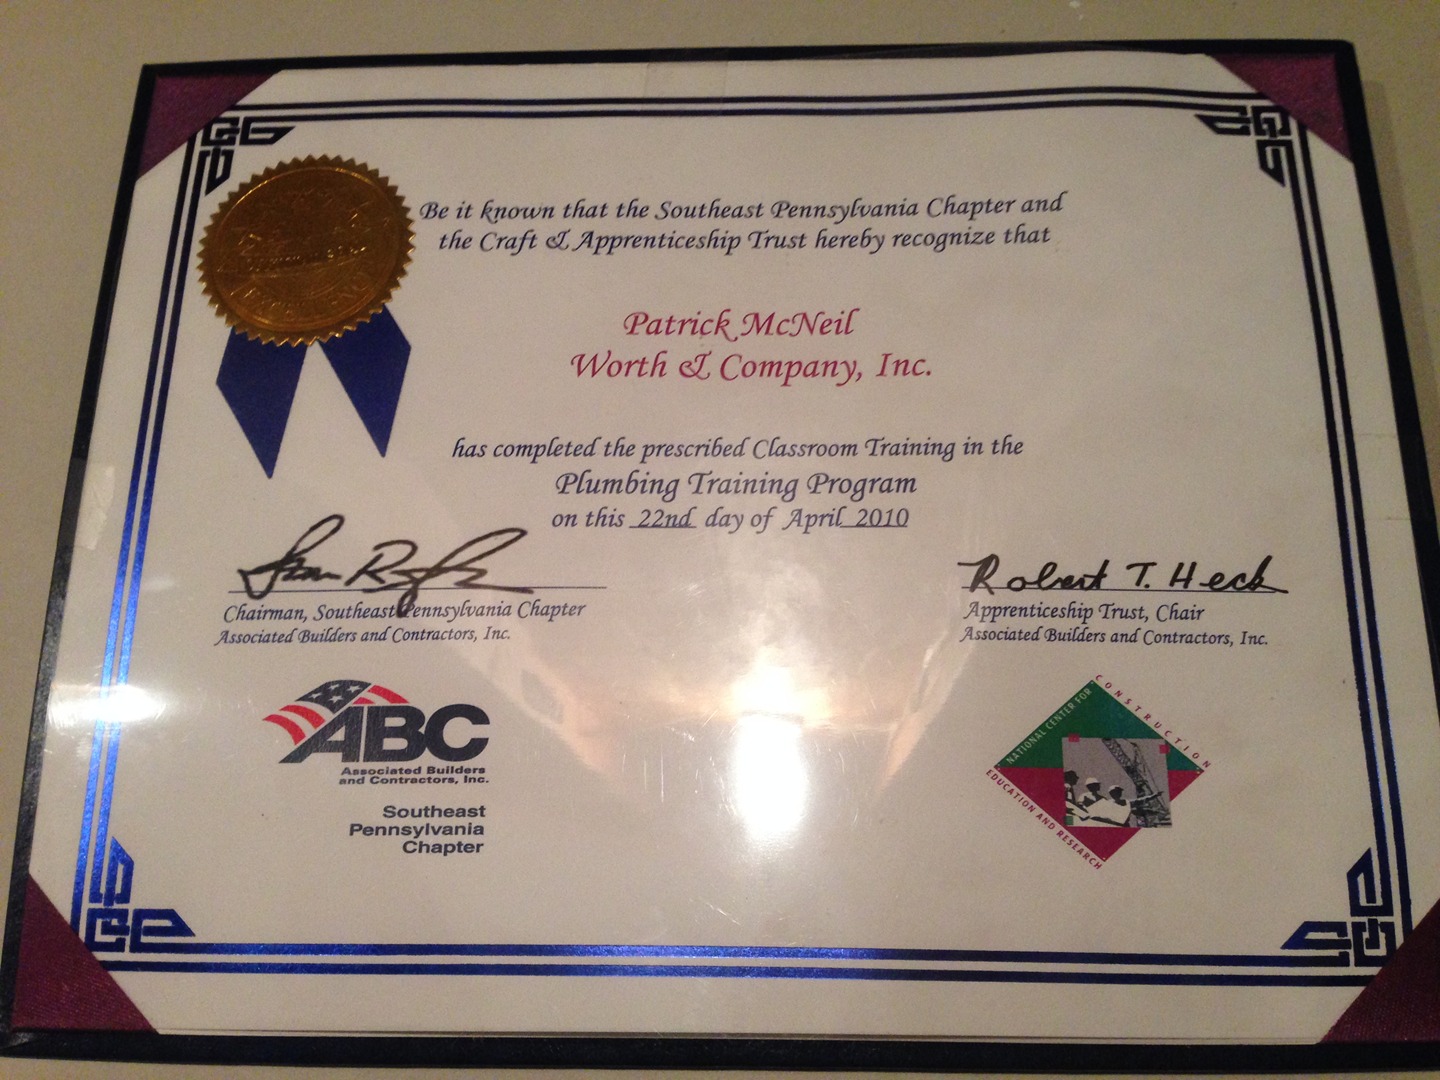 Be it known that the Southeast Pennsylvania Chapter and
the Craft & Apprenticeship Trust hereby recognize that
Patrick McNeil
Worth & Company, Inc.
has completed the prescribed Classroom Training in the
Plumbing Training Program
on this 22nd day of April 2010
Chairman, Southeast Pennsylvania Chapter
Associated Builders and Contractors, Inc.
Robert T. Heck
Apprenticeship Trust, Chair
Associated Builders and Contractors, Inc.
ABC
Associated Builders
and Contractors, Inc.
Southeast
Pennsylvania
Chapter
NATIONAL CENTER FOR
CONSTRUCTION
EDUCATION AND RESEARCH